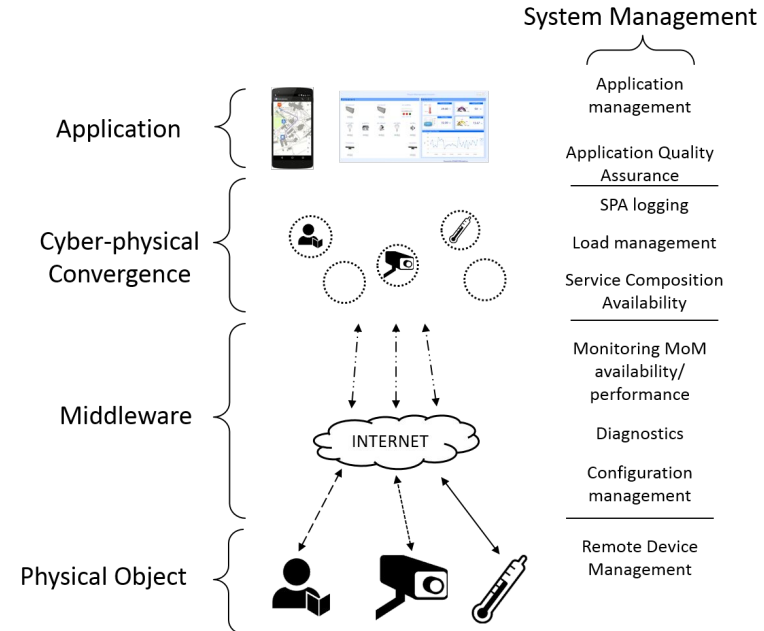 System Management
Application
management
Application
Application Quality
Assurance
SPA logging
Cyber-physical
Convergence
Load management
Service Composition
Availability
Monitoring MoM
availability/
performance
Middleware
INTERNET
Diagnostics
Configuration
management
Physical Object
Remote Device
Management